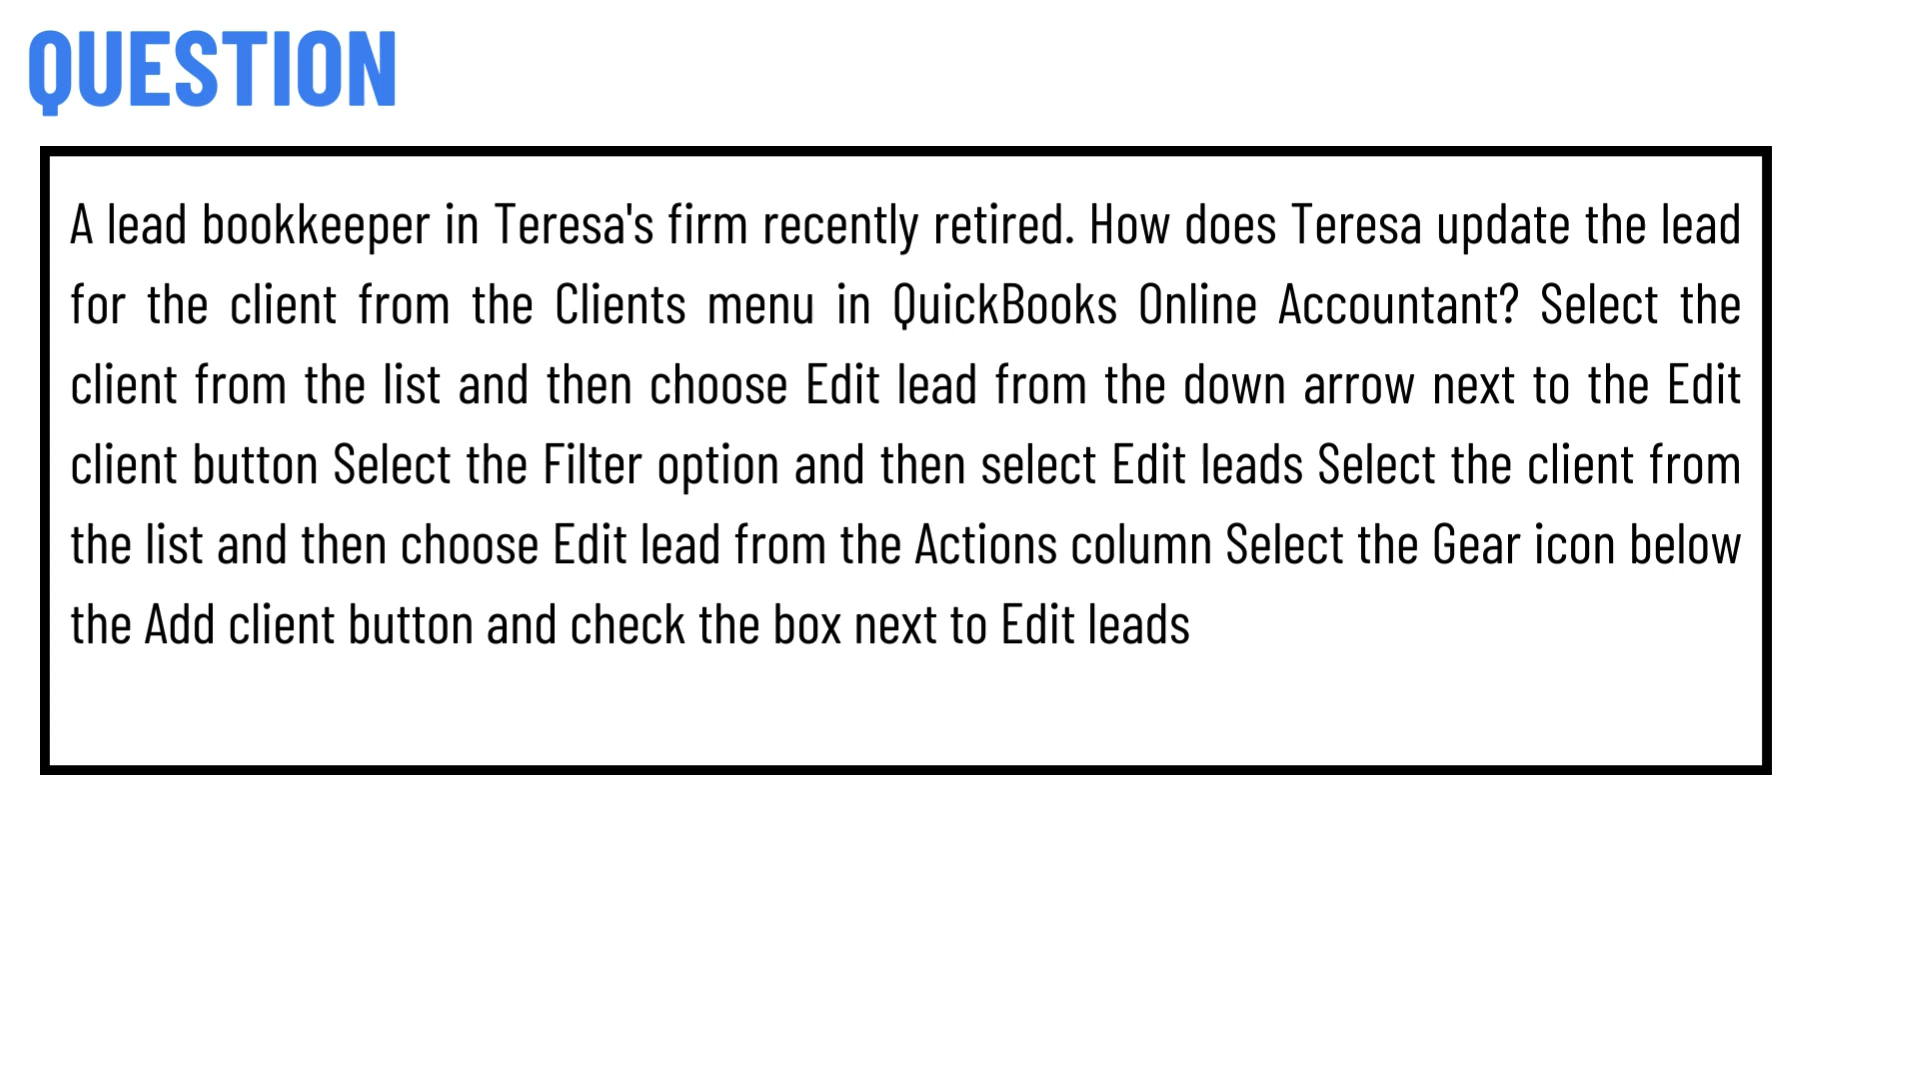 QUESTION
A lead bookkeeper in Teresa's firm recently retired. How does Teresa update the lead
for the client from the Clients menu in QuickBooks Online Accountant? Select the
client from the list and then choose Edit lead from the down arrow next to the Edit
client button Select the Filter option and then select Edit leads Select the client from
the list and then choose Edit lead from the Actions column Select the Gear icon below
the Add client button and check the box next to Edit leads